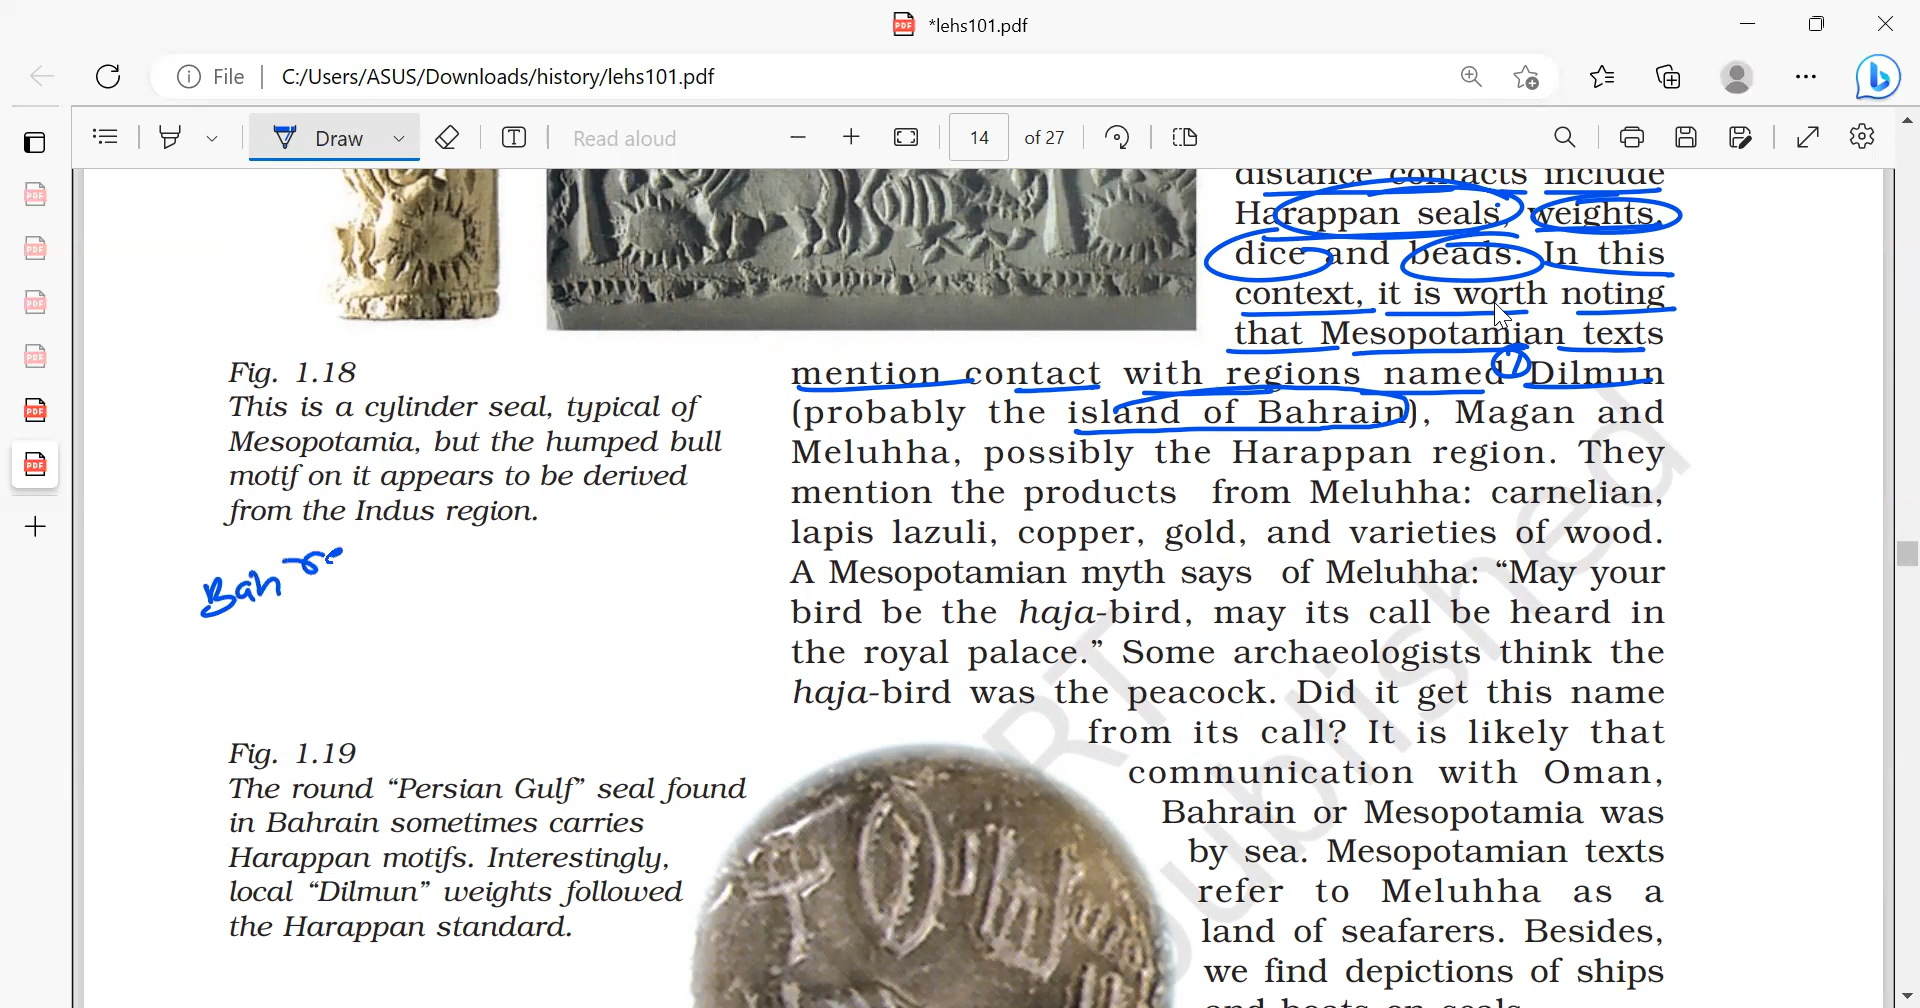 *lehs101.pdf
File
C:/Users/ASUS/Downloads/history/lehs101.pdf
Draw
Read aloud
14
of 27
distance contacts include
Harappan seals, weights,
dice and beads. In this
context, it is worth noting
that Mesopotamian texts
mention contact with regions named 1 Dilmun
(probably the island of Bahrain), Magan and
Meluhha, possibly the Harappan region. They
mention the products from Meluhha: carnelian,
lapis lazuli, copper, gold, and varieties of wood.
A Mesopotamian myth says of Meluhha: “May your
bird be the haja-bird, may its call be heard in
the royal palace.” Some archaeologists think the
haja-bird was the peacock. Did it get this name
from its call? It is likely that
communication with Oman,
Bahrain or Mesopotamia was
by sea. Mesopotamian texts
refer to Meluhha as a
land of seafarers. Besides,
we find depictions of ships
and boats on seals.
Fig. 1.18
This is a cylinder seal, typical of
Mesopotamia, but the humped bull
motif on it appears to be derived
from the Indus region.
Bahr
Fig. 1.19
The round “Persian Gulf” seal found
in Bahrain sometimes carries
Harappan motifs. Interestingly,
local “Dilmun” weights followed
the Harappan standard.